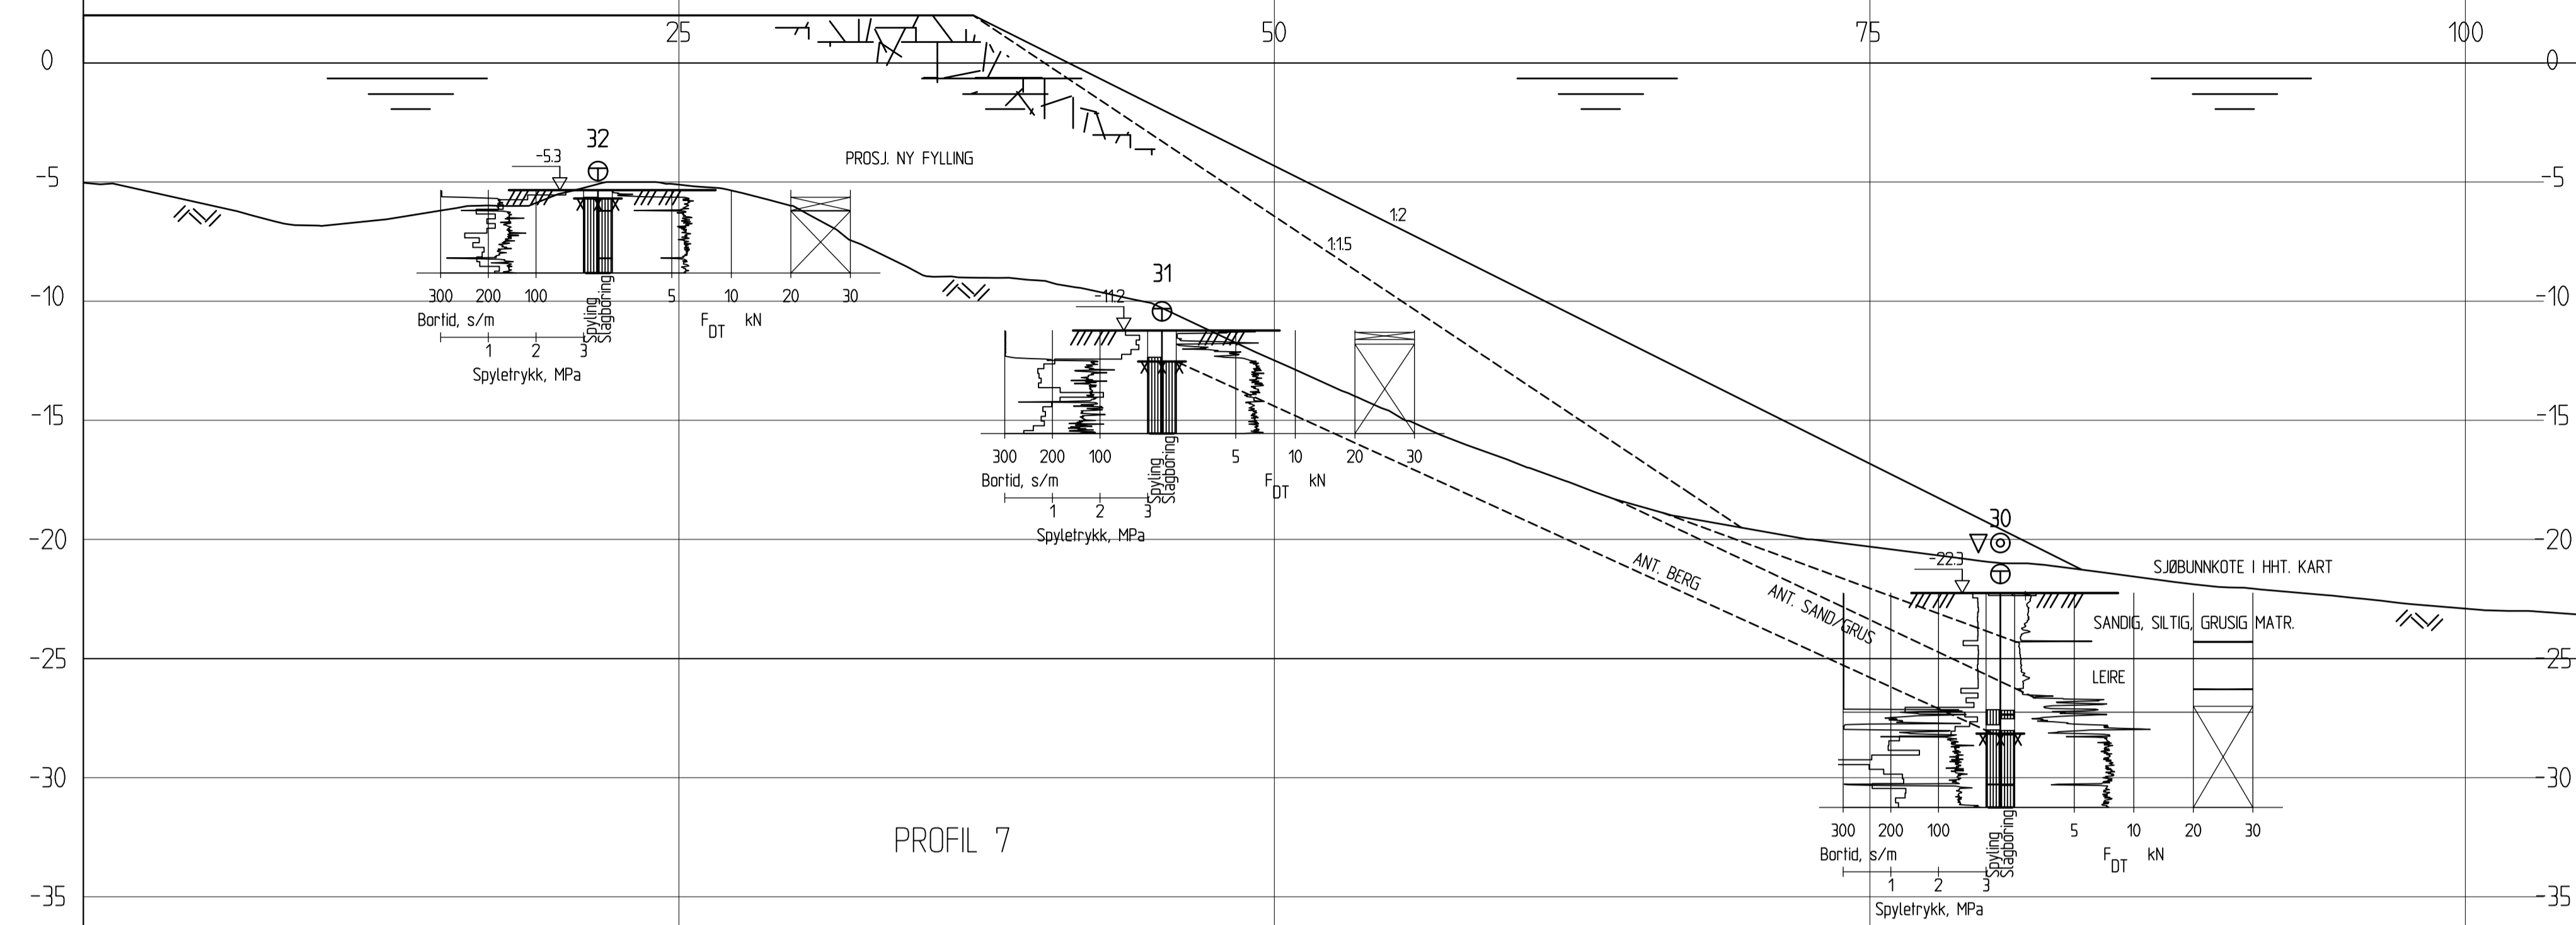 25 50 75 100
0 0
32
-5.3
PROSJ. NY FYLLING
-5 -5
1:2
1:1.5
31
-11.2
-10 -10
300 200 100 5 10 20 30
Bortid, s/m
Spyling
Slagboring
F DT kN
1 2 3
Spyletrykk, MPa
-15 -15
300 200 100 5 10 20 30
Bortid, s/m
Spyling
Slagboring
F DT kN
1 2 3
Spyletrykk, MPa
30
-20 -20
-22.3
SJØBUNNKOTE I HHT. KART
ANT. BERG
ANT. SAND/GRUS
SANDIG, SILTIG, GRUSIG MATR.
-25 -25
LEIRE
-30 -30
300 200 100 5 10 20 30
Bortid, s/m
Spyling
Slagboring
F DT kN
1 2 3
Spyletrykk, MPa
PROFIL 7
-35 -35